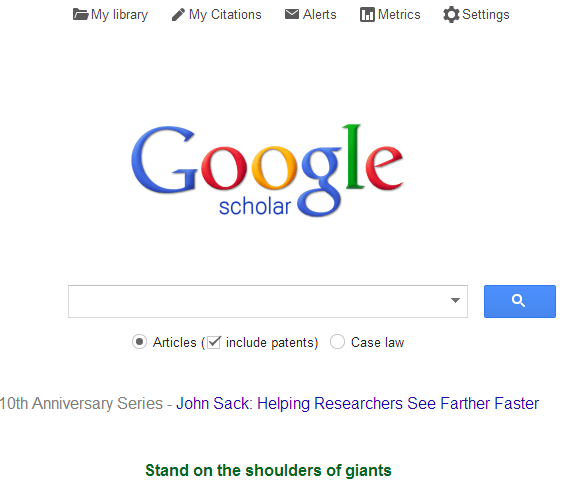 My library My Citations Alerts Metrics Settings
Google
scholar
Articles (include patents) Case law
10th Anniversary Series - John Sack: Helping Researchers See Farther Faster
Stand on the shoulders of giants